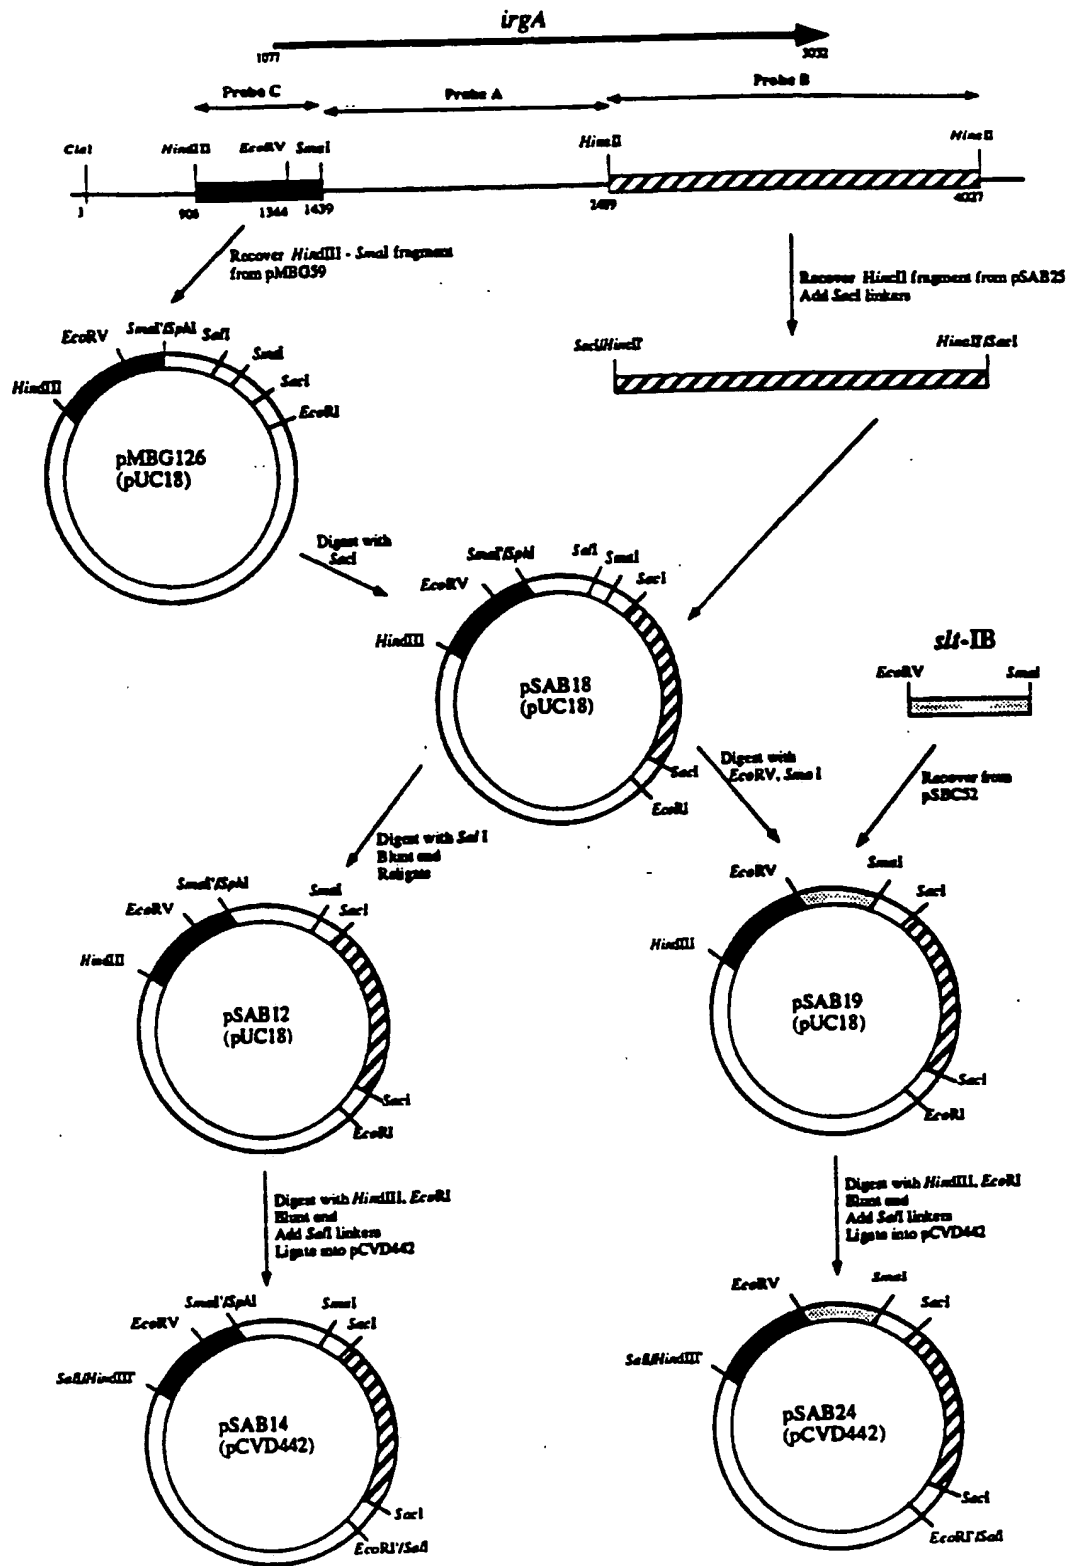 irgA
1077 3032
Probe C Probe A Probe B
ClaI HindIII EcoRV SmaI HincII HincII
1 906 1344 1439 2489 4027
Recover HindIII - SmaI fragment
from pMBG59
Recover HincII fragment from pSAB25
Add SacI linkers
EcoRV SmaI'/SphI SalI SmaI SacI EcoRI HindIII
SacI/HincII' HincII'/SacI
pMBG126
(pUC18)
Digest with
SacI
SmaI'/SphI SalI SmaI SacI
EcoRV
HindIII
pSAB18
(pUC18)
SacI
EcoRI
slt-IB
EcoRV SmaI
Digest with
EcoRV, Sma I
Recover from
pSBC52
Digest with Sal I
Blunt end
Religate
SmaI'/SphI SmaI SacI
EcoRV
HindIII
pSAB12
(pUC18)
SacI
EcoRI
EcoRV SmaI
SacI
HindIII
pSAB19
(pUC18)
SacI
EcoRI
Digest with HindIII, EcoRI
Blunt end
Add SalI linkers
Ligate into pCVD442
Digest with HindIII, EcoRI
Blunt end
Add SalI linkers
Ligate into pCVD442
SmaI'/SphI SmaI
EcoRV SacI
SalI/HindIII'
pSAB14
(pCVD442)
SacI
EcoRI'/SalI
EcoRV SmaI
SacI
SalI/HindIII'
pSAB24
(pCVD442)
SacI
EcoRI'/SalI